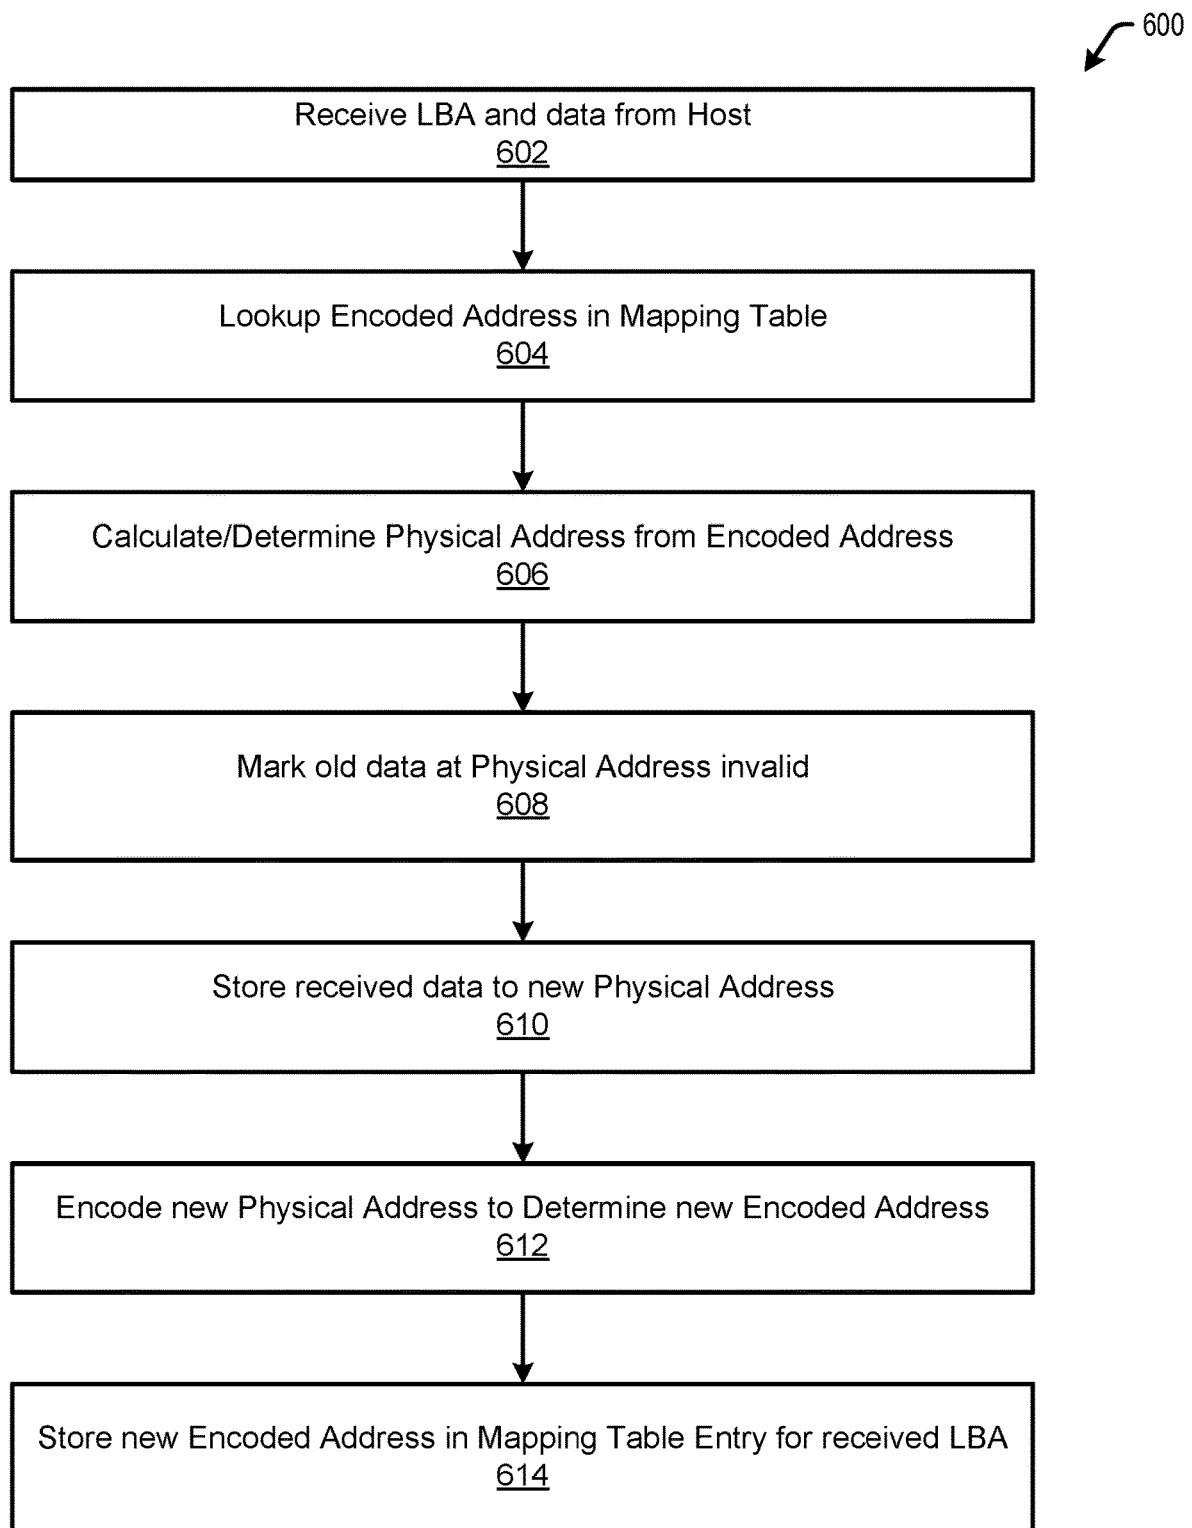 600
Receive LBA and data from Host
602
Lookup Encoded Address in Mapping Table
604
Calculate/Determine Physical Address from Encoded Address
606
Mark old data at Physical Address invalid
608
Store received data to new Physical Address
610
Encode new Physical Address to Determine new Encoded Address
612
Store new Encoded Address in Mapping Table Entry for received LBA
614